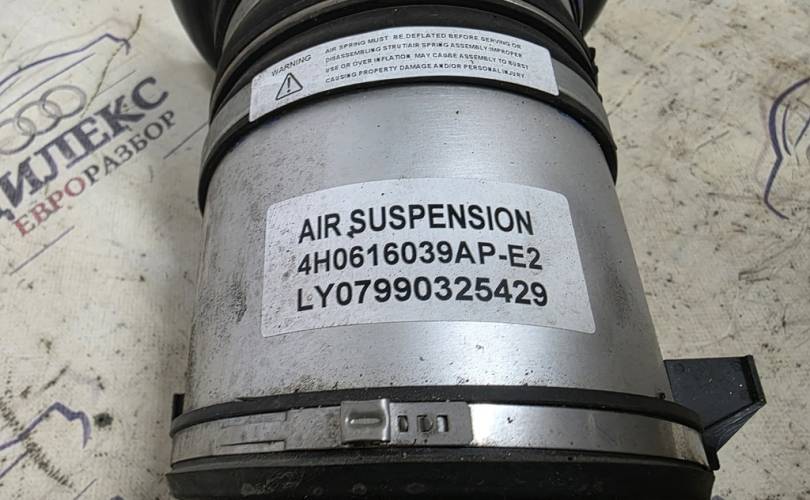 WARNING
AIR SPRING MUST BE DEFLATED BEFORE SERVING OR
DISASSEMBLING STRUT/AIR SPRING ASSEMBLY IMPROPER
USE OR OVER INFLATION MAY CAUSE ASSEMBLY TO BURST
CAUSING PROPERTY DAMAGE AND/OR PERSONAL INJURY
AIR SUSPENSION
4H0616039AP-E2
LY07990325429
ДИЛЕКС
ЕВРОРАЗБОР